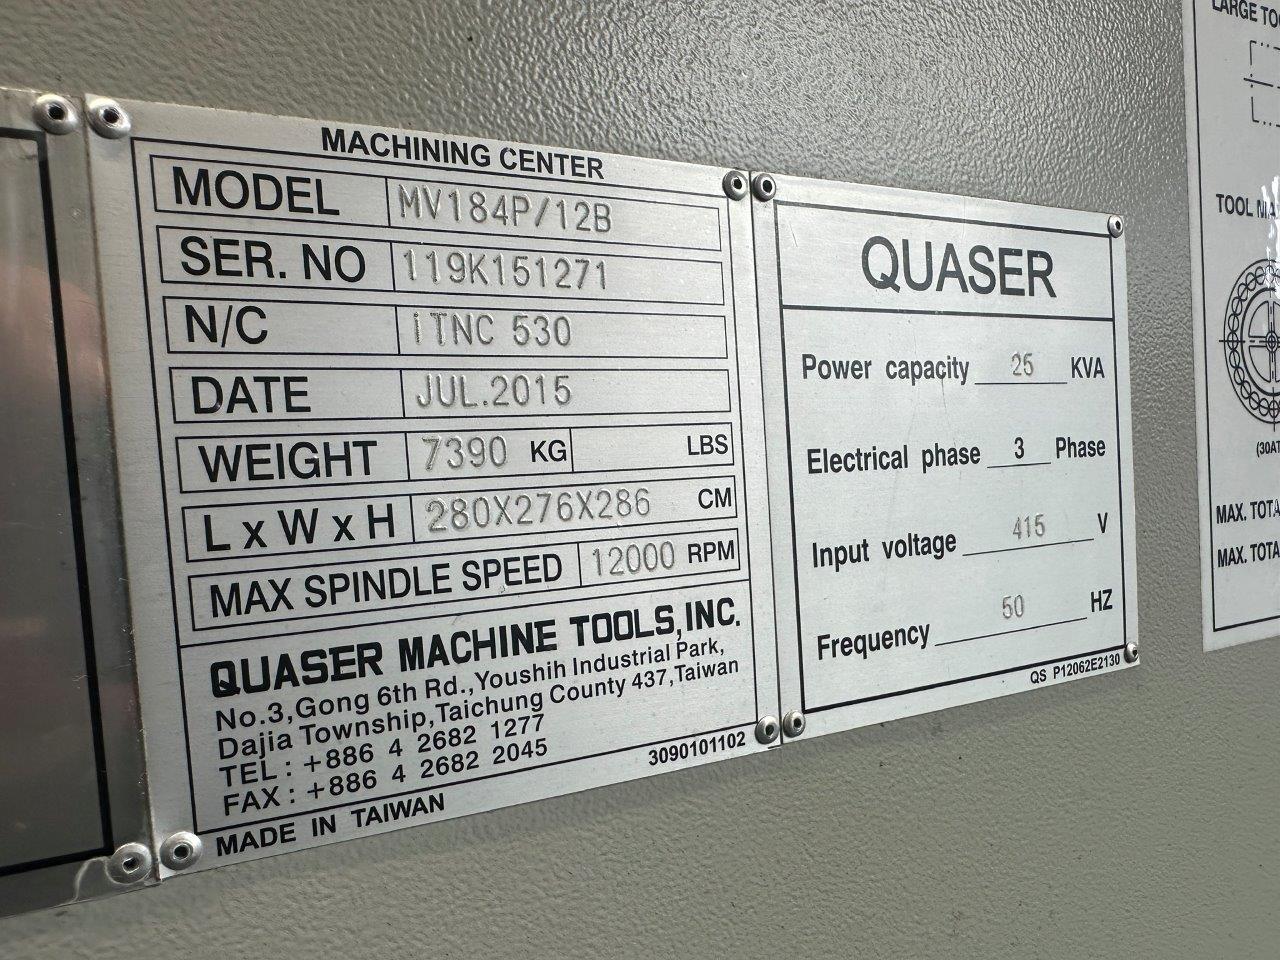 MACHINING CENTER
MODEL MV184P/12B
SER. NO 119K151271
N/C iTNC 530
DATE JUL.2015
WEIGHT 7390 KG LBS
L x W x H 280X276X286 CM
MAX SPINDLE SPEED 12000 RPM
QUASER MACHINE TOOLS, INC.
No.3, Gong 6th Rd., Youshih Industrial Park,
Dajia Township, Taichung County 437, Taiwan
TEL : +886 4 2682 1277
FAX : +886 4 2682 2045
3090101102
MADE IN TAIWAN
QUASER
Power capacity 25 KVA
Electrical phase 3 Phase
Input voltage 415 V
Frequency 50 HZ
QS P12062E2130
LARGE
TOOL
MAX.
MAX.